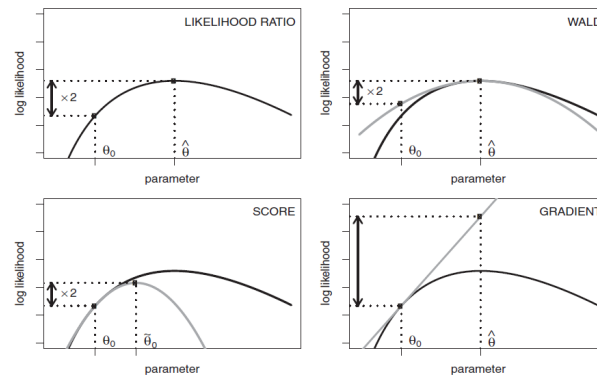 LIKELIHOOD RATIO
log likelihood
×2
θ₀
θ̂
parameter
WALD
log likelihood
×2
θ₀
θ̂
parameter
SCORE
log likelihood
×2
θ₀
θ̃₀
parameter
GRADIENT
log likelihood
θ₀
θ̂
parameter